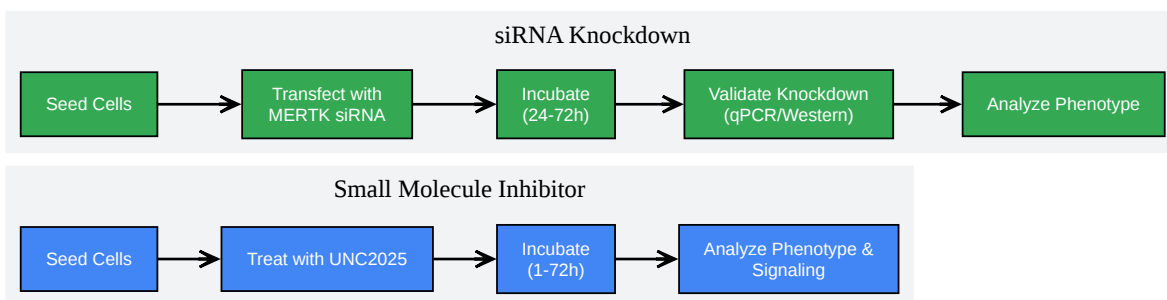 siRNA Knockdown
Seed Cells
Transfect with
MERTK siRNA
Incubate
(24-72h)
Validate Knockdown
(qPCR/Western)
Analyze Phenotype
Small Molecule Inhibitor
Seed Cells
Treat with UNC2025
Incubate
(1-72h)
Analyze Phenotype &
Signaling